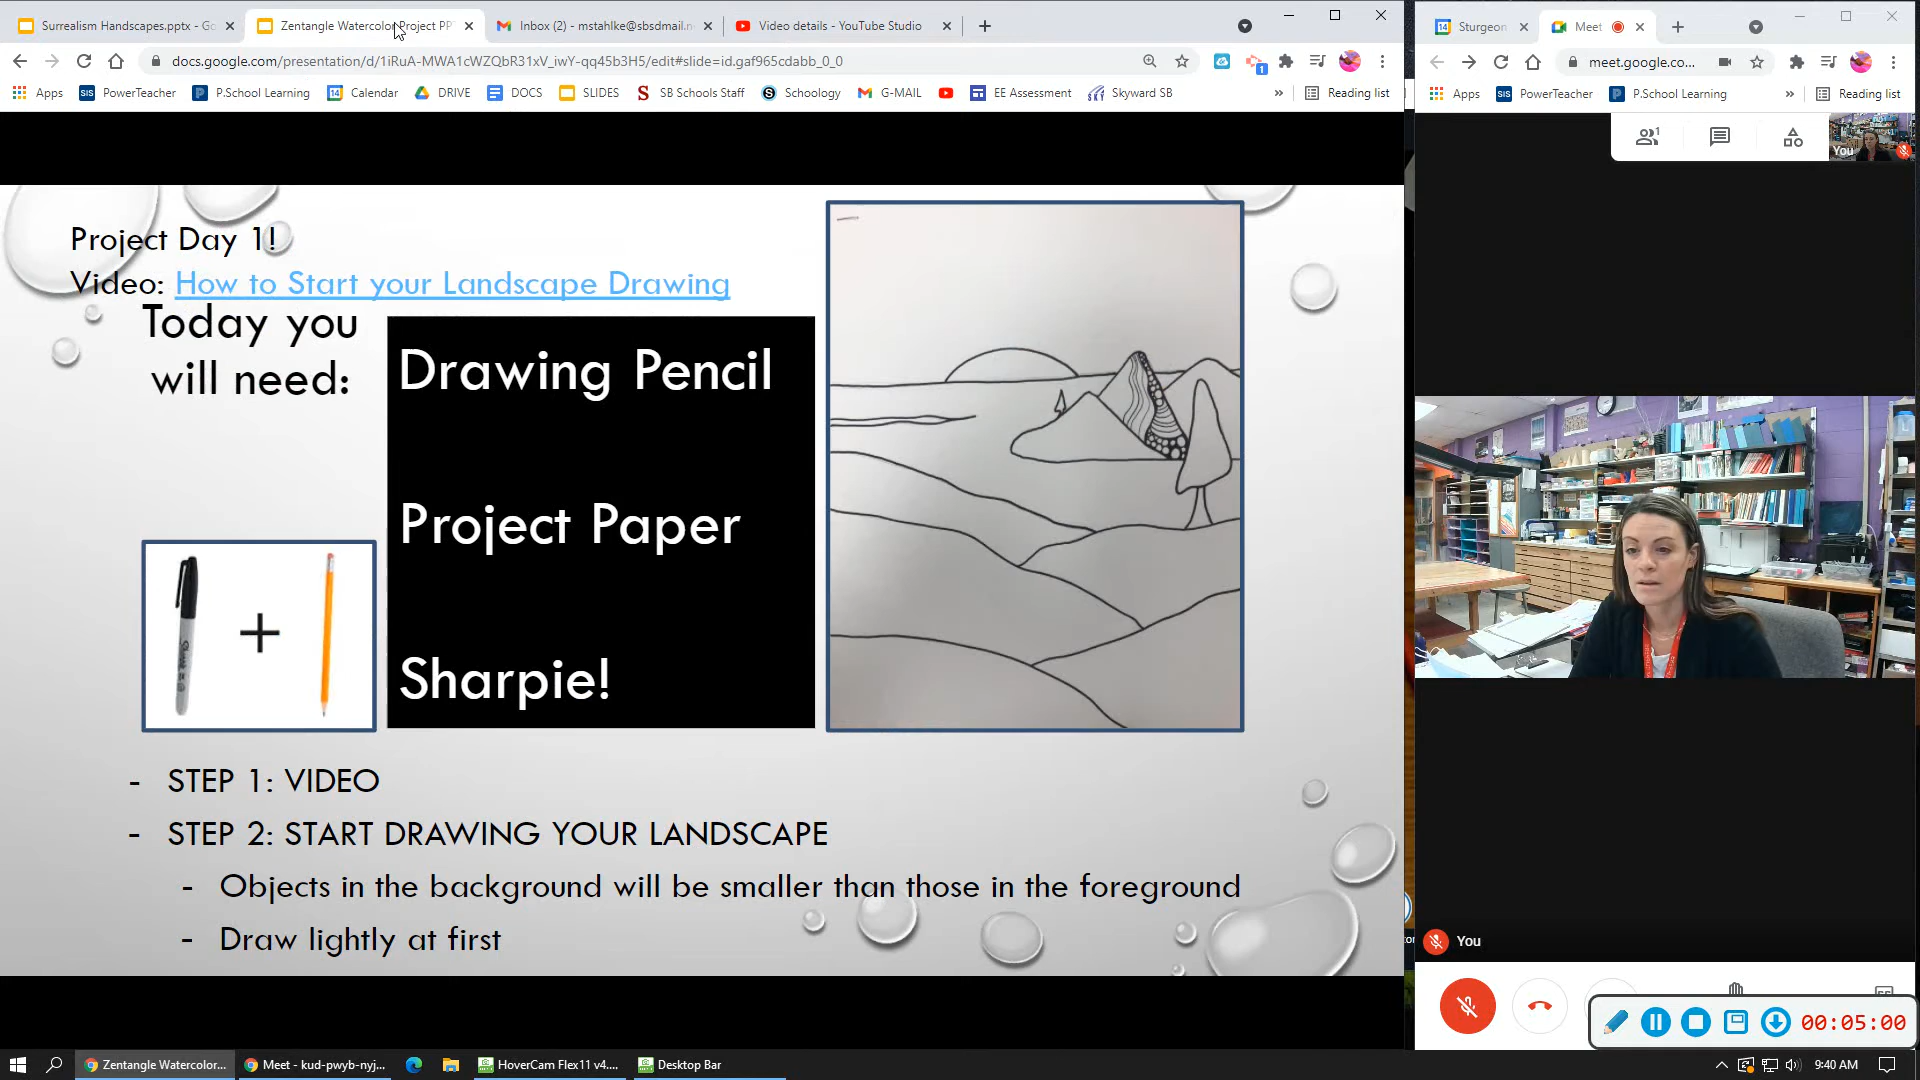 Surrealism Handscapes.pptx - Go
Zentangle Watercolor Project PP
Inbox (2) - mstahlke@sbsdmail.n
Video details - YouTube Studio
docs.google.com/presentation/d/1iRuA-MWA1cWZQbR31xV_iwY-qq45b3H5/edit#slide=id.gaf965cdabb_0_0
Apps
PowerTeacher
P.School Learning
Calendar
DRIVE
DOCS
SLIDES
SB Schools Staff
Schoology
G-MAIL
EE Assessment
Skyward SB
Reading list
Project Day 1!
Video: How to Start your Landscape Drawing
Today you
will need:
Drawing Pencil
Project Paper
Sharpie!
- STEP 1: VIDEO
- STEP 2: START DRAWING YOUR LANDSCAPE
- Objects in the background will be smaller than those in the foreground
- Draw lightly at first
Sturgeon
Meet
meet.google.co...
Apps
PowerTeacher
P.School Learning
Reading list
1
You
You
00:05:00
Zentangle Watercolor...
Meet - kud-pwyb-nyj...
HoverCam Flex11 v4....
Desktop Bar
9:40 AM